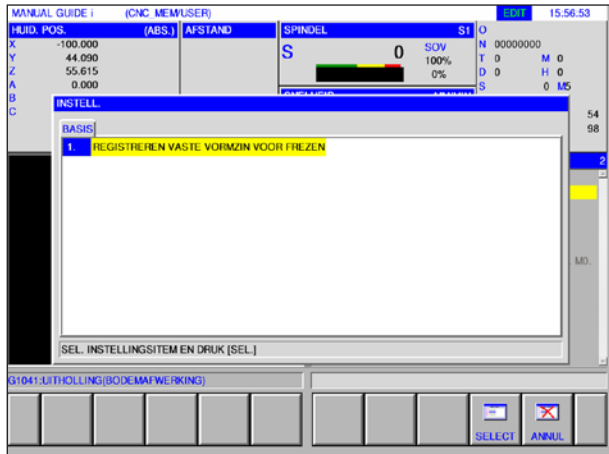 MANUAL GUIDE i (CNC_MEM/USER) EDIT 15:56:53
HUID. POS. (ABS.) AFSTAND SPINDEL S1 O
X -100.000 S 0 SOV N 00000000
Y 44.090 100% T 0 M 0
Z 55.615 0% D 0 H 0
A 0.000 S 0 M5
B
C 54
98
INSTELL.
BASIS
1. REGISTREREN VASTE VORMZIN VOOR FREZEN
2
M0.
SEL. INSTELLINGSITEM EN DRUK [SEL.]
G1041:UITHOLLING(BODEMAFWERKING)
SELECT ANNUL